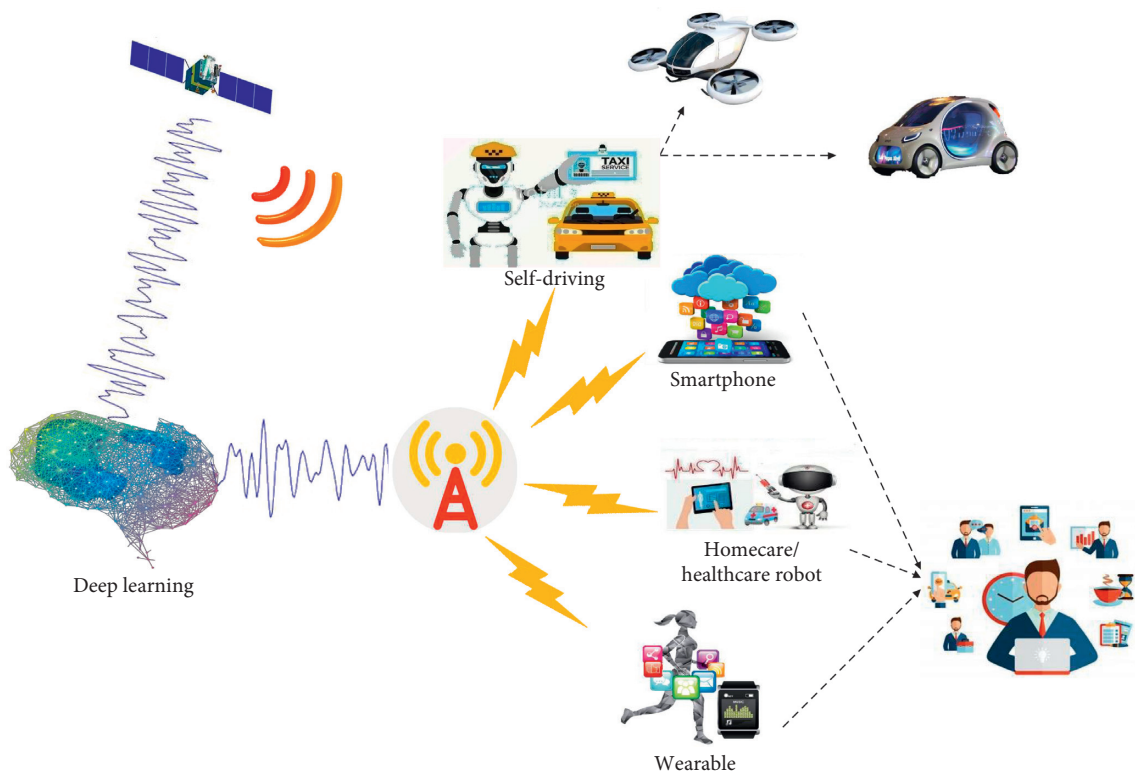 TAXI
SERVICE
Self-driving
Smartphone
Deep learning
Homecare/
healthcare robot
Wearable